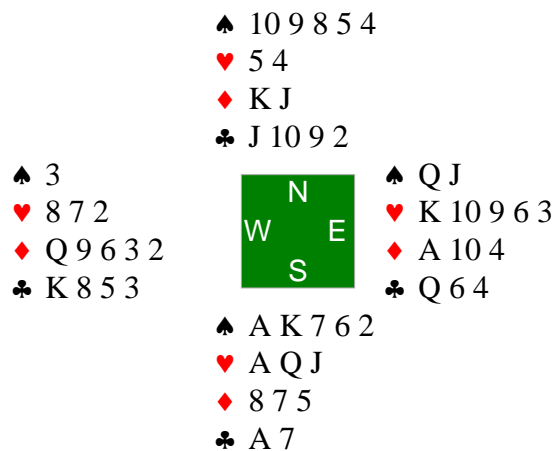 ♠ 10 9 8 5 4
♥ 5 4
♦ K J
♣ J 10 9 2
♠ 3
♥ 8 7 2
♦ Q 9 6 3 2
♣ K 8 5 3
N
W E
S
♠ Q J
♥ K 10 9 6 3
♦ A 10 4
♣ Q 6 4
♠ A K 7 6 2
♥ A Q J
♦ 8 7 5
♣ A 7